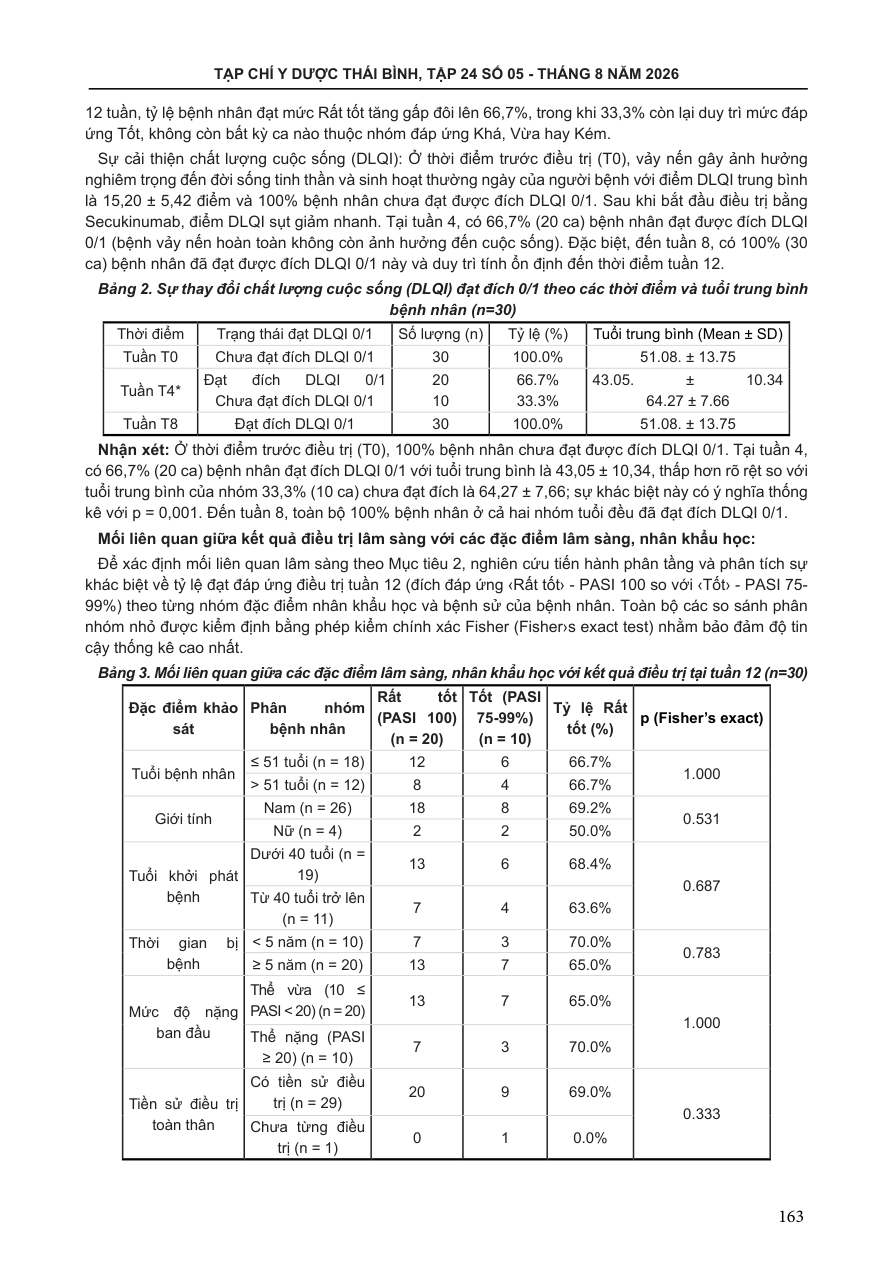 TẠP CHÍ Y DƯỢC THÁI BÌNH, TẬP 24 SỐ 05 - THÁNG 8 NĂM 2026
12 tuần, tỷ lệ bệnh nhân đạt mức Rất tốt tăng gấp đôi lên 66,7%, trong khi 33,3% còn lại duy trì mức đáp
ứng Tốt, không còn bất kỳ ca nào thuộc nhóm đáp ứng Khá, Vừa hay Kém.
Sự cải thiện chất lượng cuộc sống (DLQI): Ở thời điểm trước điều trị (T0), vảy nến gây ảnh hưởng
nghiêm trọng đến đời sống tinh thần và sinh hoạt thường ngày của người bệnh với điểm DLQI trung bình
là 15,20 ± 5,42 điểm và 100% bệnh nhân chưa đạt được đích DLQI 0/1. Sau khi bắt đầu điều trị bằng
Secukinumab, điểm DLQI sụt giảm nhanh. Tại tuần 4, có 66,7% (20 ca) bệnh nhân đạt được đích DLQI
0/1 (bệnh vảy nến hoàn toàn không còn ảnh hưởng đến cuộc sống). Đặc biệt, đến tuần 8, có 100% (30
ca) bệnh nhân đã đạt được đích DLQI 0/1 này và duy trì tính ổn định đến thời điểm tuần 12.
Bảng 2. Sự thay đổi chất lượng cuộc sống (DLQI) đạt đích 0/1 theo các thời điểm và tuổi trung bình
bệnh nhân (n=30)
Thời điểm Trạng thái đạt DLQI 0/1 Số lượng (n) Tỷ lệ (%) Tuổi trung bình (Mean ± SD)
Tuần T0 Chưa đạt đích DLQI 0/1 30 100.0% 51.08. ± 13.75
Tuần T4* Đạt đích DLQI 0/1 20 66.7% 43.05. ± 10.34
Chưa đạt đích DLQI 0/1 10 33.3% 64.27 ± 7.66
Tuần T8 Đạt đích DLQI 0/1 30 100.0% 51.08. ± 13.75
Nhận xét: Ở thời điểm trước điều trị (T0), 100% bệnh nhân chưa đạt được đích DLQI 0/1. Tại tuần 4,
có 66,7% (20 ca) bệnh nhân đạt đích DLQI 0/1 với tuổi trung bình là 43,05 ± 10,34, thấp hơn rõ rệt so với
tuổi trung bình của nhóm 33,3% (10 ca) chưa đạt đích là 64,27 ± 7,66; sự khác biệt này có ý nghĩa thống
kê với p = 0,001. Đến tuần 8, toàn bộ 100% bệnh nhân ở cả hai nhóm tuổi đều đã đạt đích DLQI 0/1.
Mối liên quan giữa kết quả điều trị lâm sàng với các đặc điểm lâm sàng, nhân khẩu học:
Để xác định mối liên quan lâm sàng theo Mục tiêu 2, nghiên cứu tiến hành phân tầng và phân tích sự
khác biệt về tỷ lệ đạt đáp ứng điều trị tuần 12 (đích đáp ứng ‹Rất tốt› - PASI 100 so với ‹Tốt› - PASI 75-
99%) theo từng nhóm đặc điểm nhân khẩu học và bệnh sử của bệnh nhân. Toàn bộ các so sánh phân
nhóm nhỏ được kiểm định bằng phép kiểm chính xác Fisher (Fisher›s exact test) nhằm bảo đảm độ tin
cậy thống kê cao nhất.
Bảng 3. Mối liên quan giữa các đặc điểm lâm sàng, nhân khẩu học với kết quả điều trị tại tuần 12 (n=30)
Đặc điểm khảo
sát
Phân nhóm
bệnh nhân
Rất tốt
(PASI 100)
(n = 20)
Tốt (PASI
75-99%)
(n = 10)
Tỷ lệ Rất
tốt (%)
p (Fisher’s exact)
Tuổi bệnh nhân
≤ 51 tuổi (n = 18) 12 6 66.7%
1.000
> 51 tuổi (n = 12) 8 4 66.7%
Giới tính
Nam (n = 26) 18 8 69.2%
0.531
Nữ (n = 4) 2 2 50.0%
Tuổi khởi phát
bệnh
Dưới 40 tuổi (n =
19)
13 6 68.4%
0.687
Từ 40 tuổi trở lên
(n = 11)
7 4 63.6%
Thời gian bị
bệnh
< 5 năm (n = 10) 7 3 70.0%
0.783
≥ 5 năm (n = 20) 13 7 65.0%
Mức độ nặng
ban đầu
Thể vừa (10 ≤
PASI < 20) (n = 20)
13 7 65.0%
1.000
Thể nặng (PASI
≥ 20) (n = 10)
7 3 70.0%
Tiền sử điều trị
toàn thân
Có tiền sử điều
trị (n = 29)
20 9 69.0%
0.333
Chưa từng điều
trị (n = 1)
0 1 0.0%
163